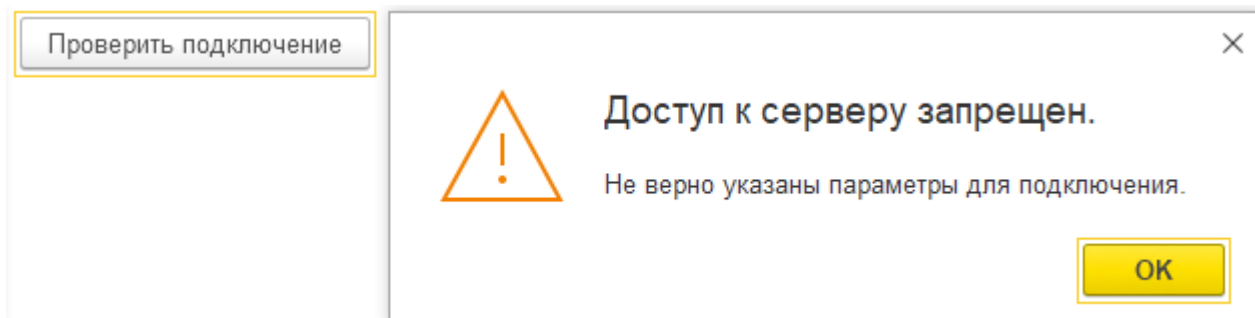 Проверить подключение
Доступ к серверу запрещен.
Не верно указаны параметры для подключения.
OK